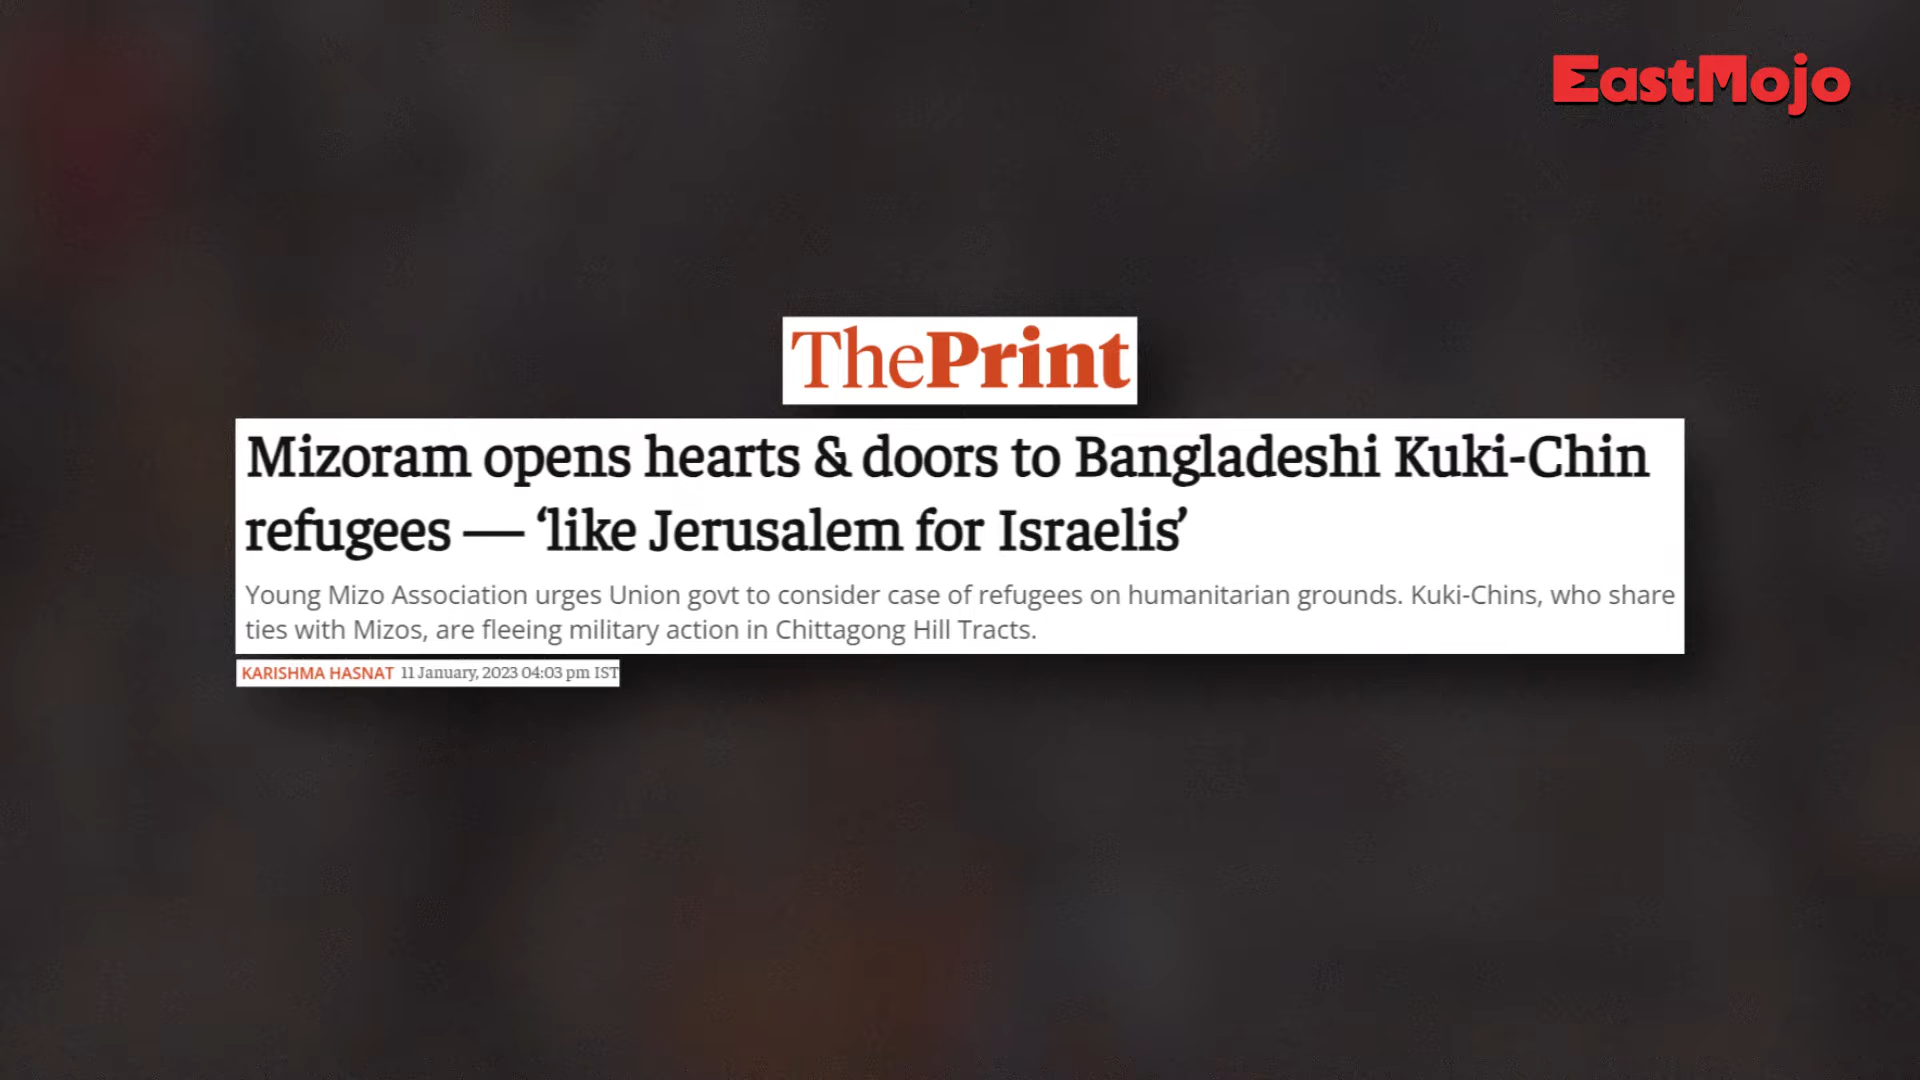 EastMojo
ThePrint
Mizoram opens hearts & doors to Bangladeshi Kuki-Chin
refugees — ‘like Jerusalem for Israelis’
Young Mizo Association urges Union govt to consider case of refugees on humanitarian grounds. Kuki-Chins, who share
ties with Mizos, are fleeing military action in Chittagong Hill Tracts.
KARISHMA HASNAT 11 January, 2023 04:03 pm IST